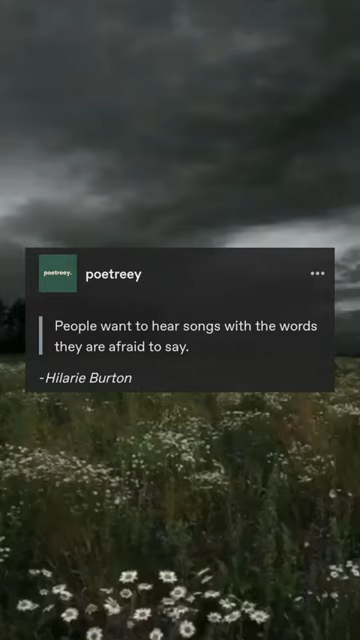 poetreey.
poetreey
People want to hear songs with the words
they are afraid to say.
-Hilarie Burton